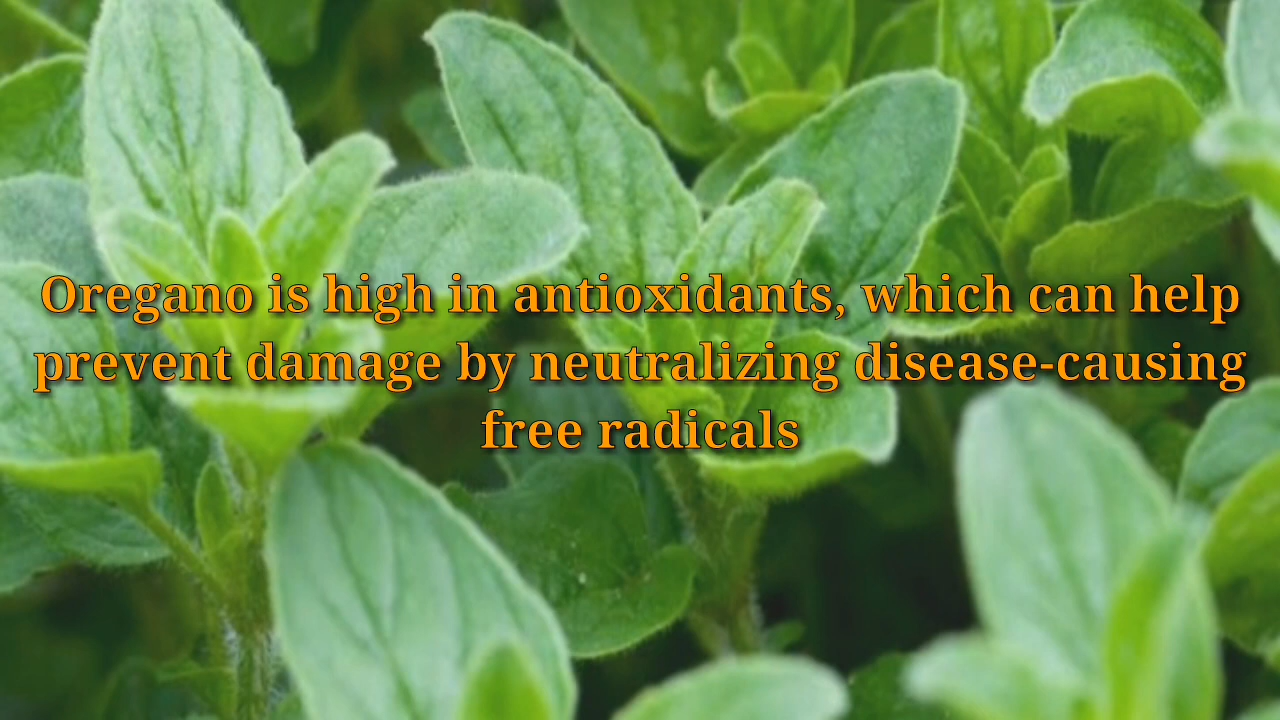 Oregano is high in antioxidants, which can help
prevent damage by neutralizing disease-causing
free radicals